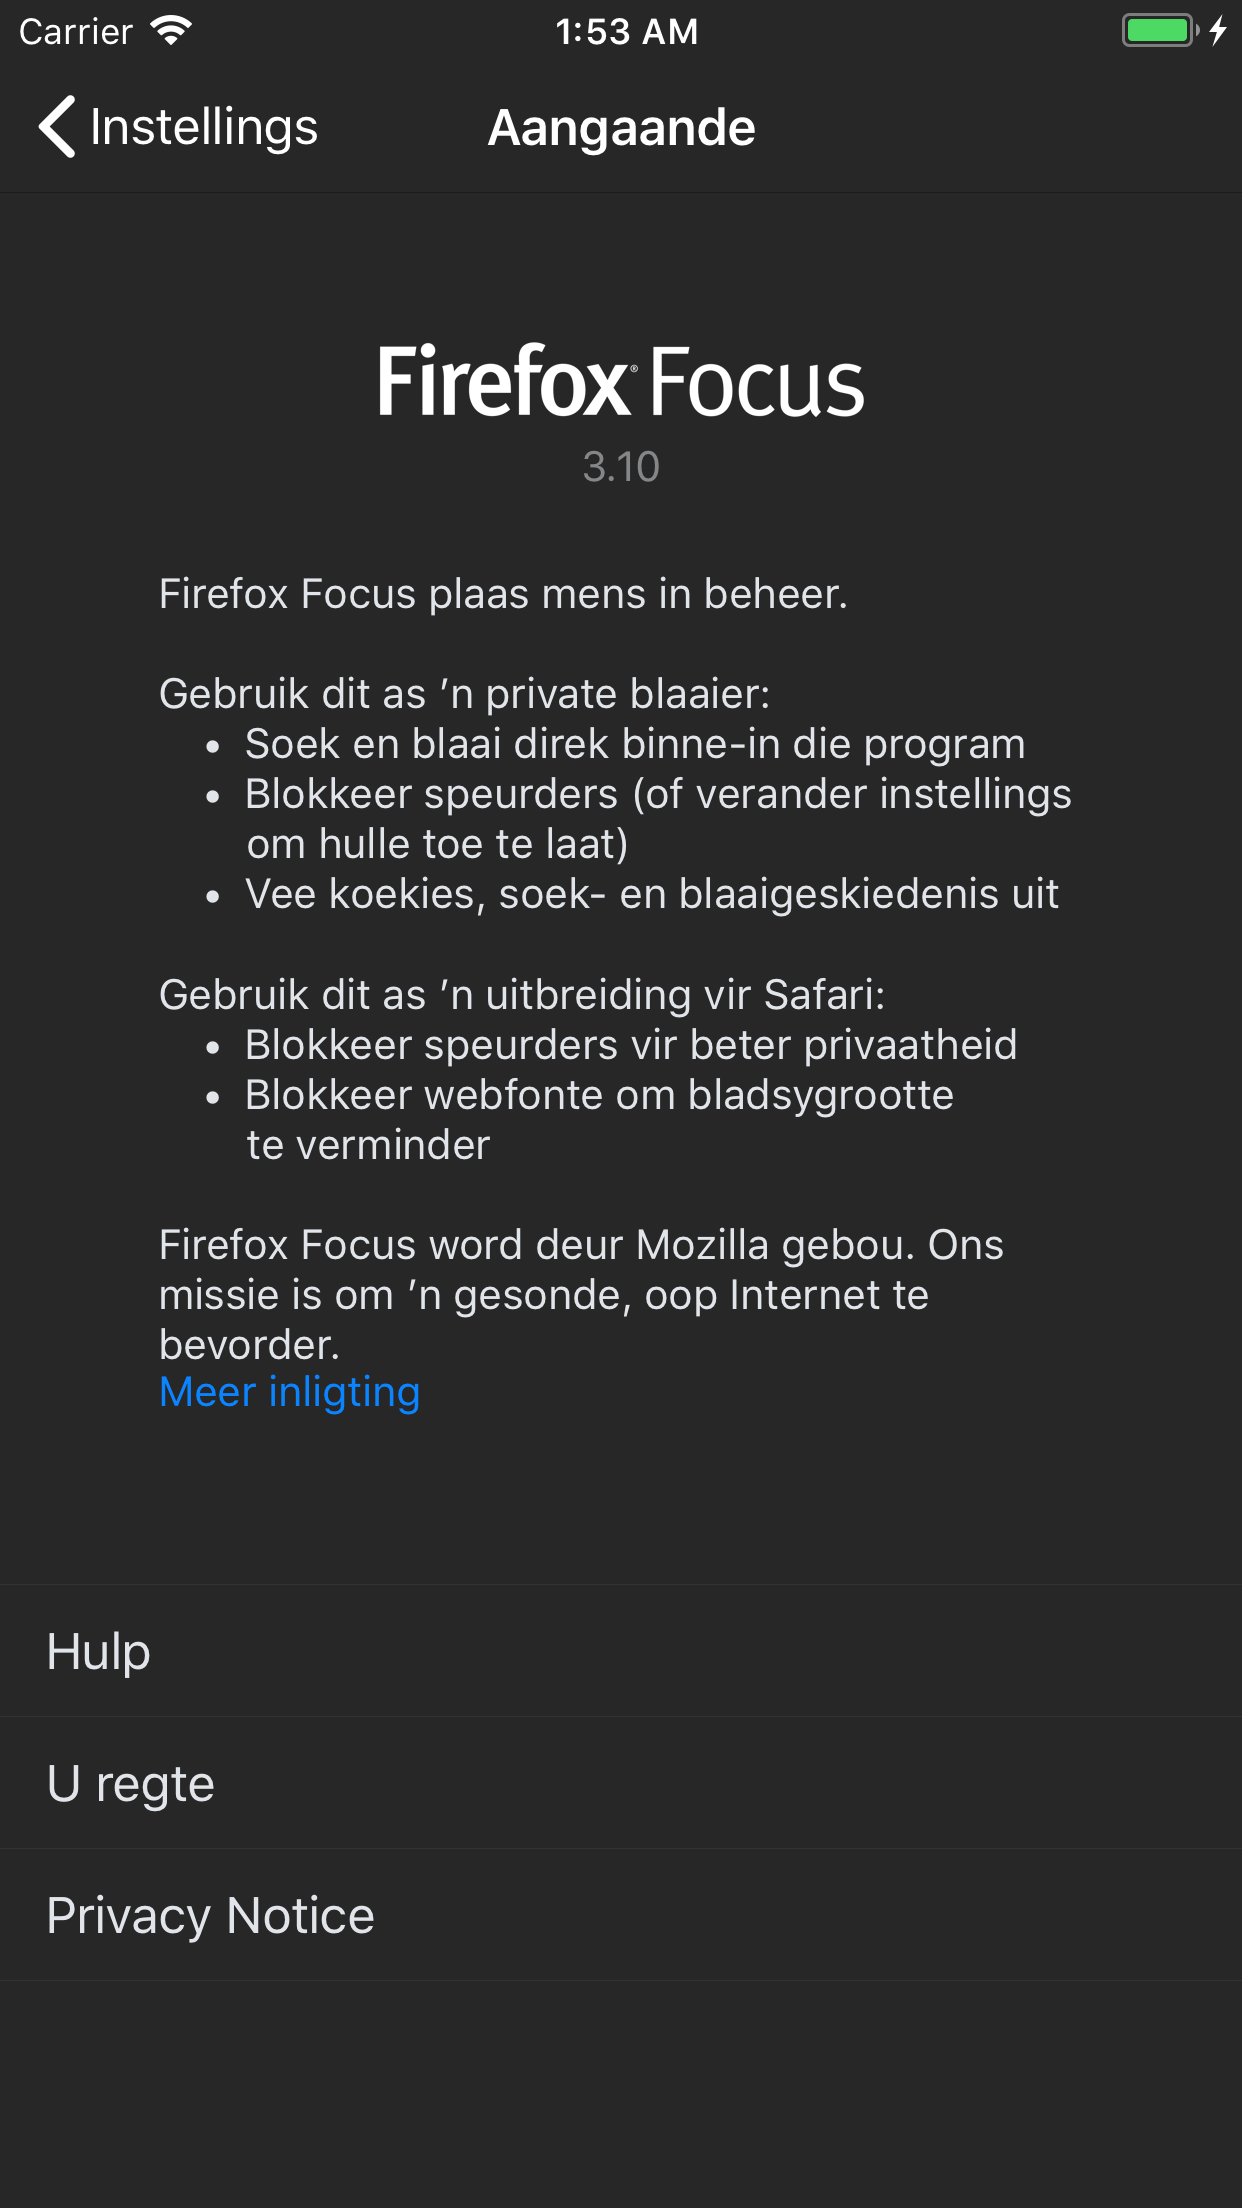 Carrier 1:53 AM
Instellings Aangaande
Firefox® Focus
3.10
Firefox Focus plaas mens in beheer.
Gebruik dit as ’n private blaaier:
• Soek en blaai direk binne-in die program
• Blokkeer speurders (of verander instellings
om hulle toe te laat)
• Vee koekies, soek- en blaaigeskiedenis uit
Gebruik dit as ’n uitbreiding vir Safari:
• Blokkeer speurders vir beter privaatheid
• Blokkeer webfonte om bladsygrootte
te verminder
Firefox Focus word deur Mozilla gebou. Ons
missie is om ’n gesonde, oop Internet te
bevorder.
Meer inligting
Hulp
U regte
Privacy Notice